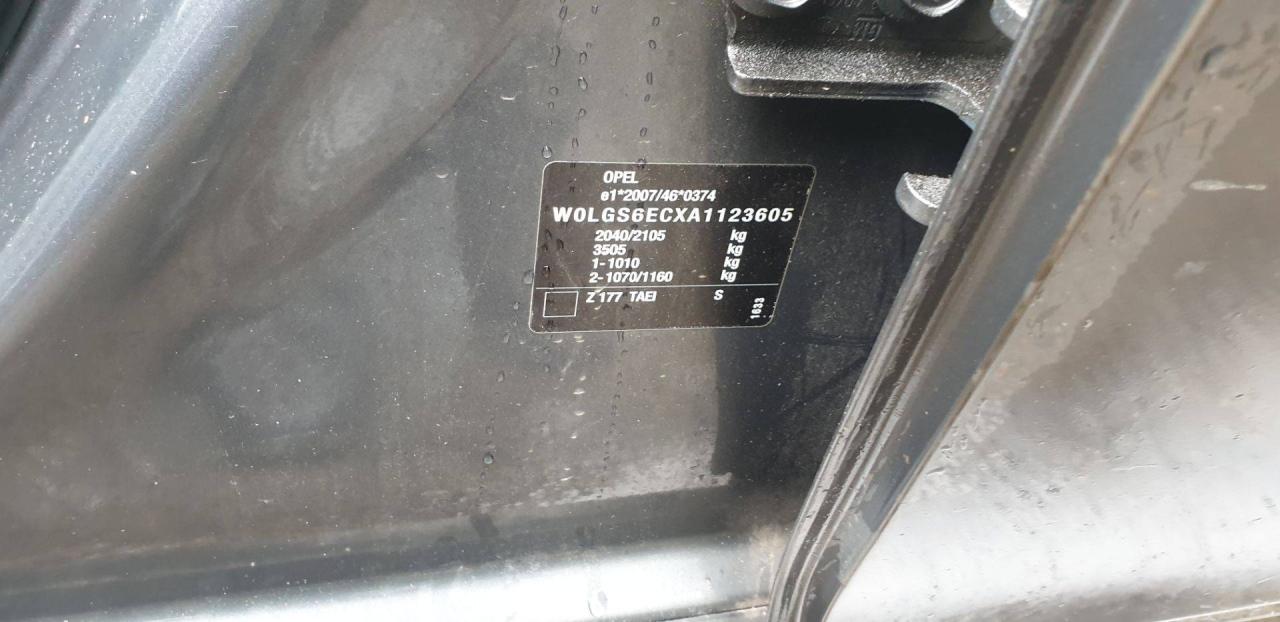 OPEL
e1*2007/46*0374
W0LGS6ECXA1123605
2040/2105 kg
3505 kg
1-1010 kg
2-1070/1160 kg
Z 177 TAEI S
1633
GM